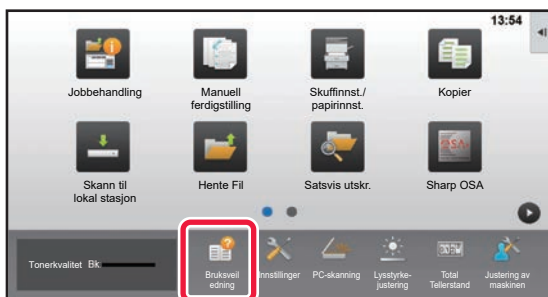 13:54
Jobbehandling
Manuell
ferdigstilling
Skuffinnst./
papirinnst.
Kopier
Skann til
lokal stasjon
Hente Fil
Satsvis utskr.
OSA
Sharp OSA
Tonerkvalitet Bk
Bruksveil
edning
Innstillinger
PC-skanning
Lysstyrke-
justering
Total
Tellerstand
Justering av
maskinen